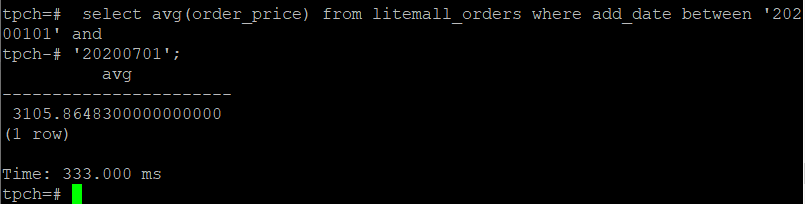 tpch=#  select avg(order_price) from litemall_orders where add_date between '202
00101' and
tpch-# '20200701';
          avg
-----------------------
 3105.8648300000000000
(1 row)

Time: 333.000 ms
tpch=#